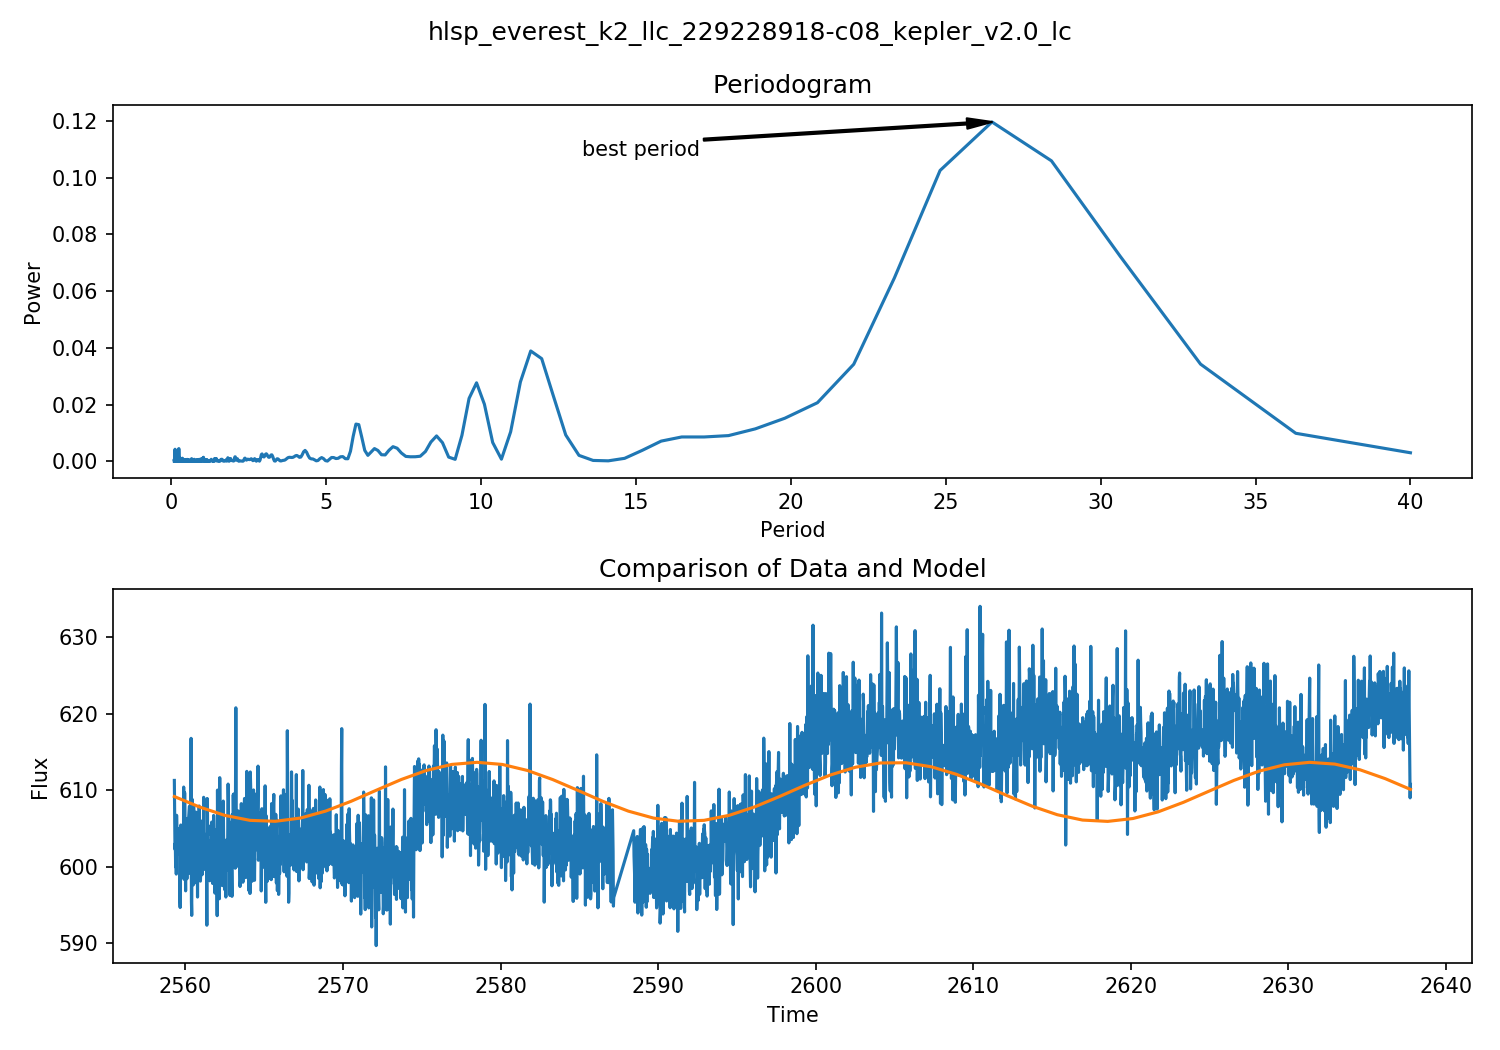 hlsp_everest_k2_llc_229228918-c08_kepler_v2.0_lc
Periodogram
0.12
0.10
0.08
0.06
0.04
0.02
0.00
Power
best period
0 5 10 15 20 25 30 35 40
Period
Comparison of Data and Model
630
620
610
600
590
Flux
2560 2570 2580 2590 2600 2610 2620 2630 2640
Time